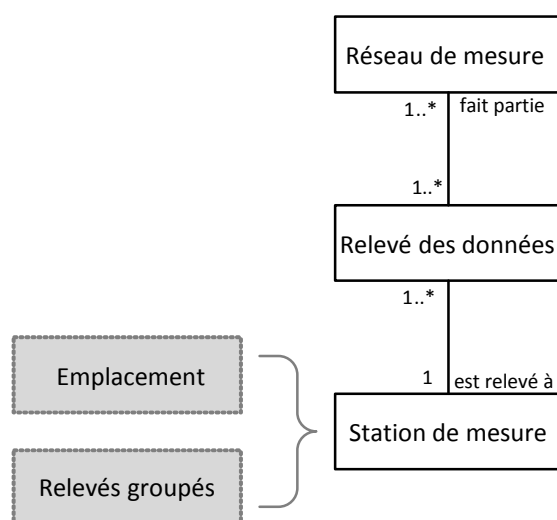 Réseau de mesure
1..*
fait partie
1..*
Relevé des données
1..*
Emplacement
1
est relevé à
Station de mesure
Relevés groupés